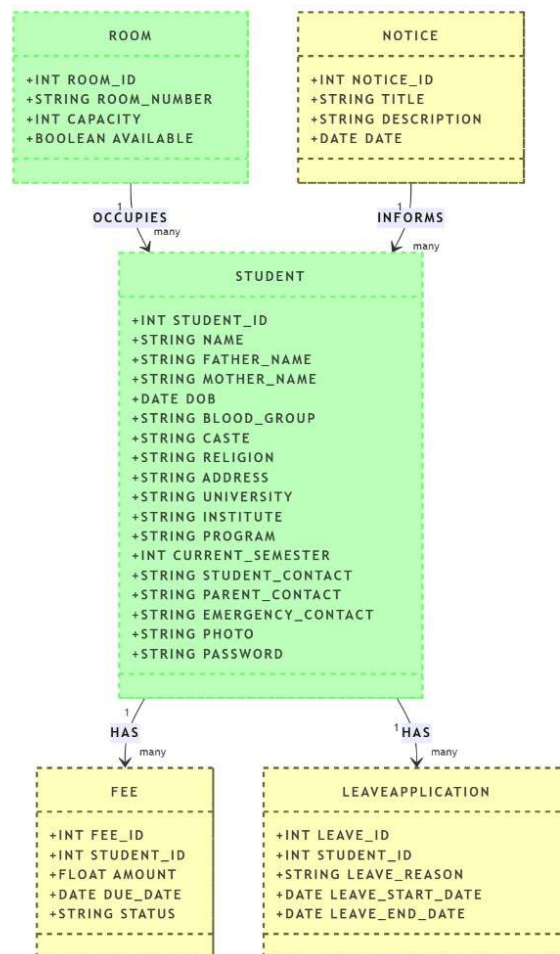 ROOM
+INT ROOM_ID
+STRING ROOM_NUMBER
+INT CAPACITY
+BOOLEAN AVAILABLE
NOTICE
+INT NOTICE_ID
+STRING TITLE
+STRING DESCRIPTION
+DATE DATE
1
OCCUPIES
many
1
INFORMS
many
STUDENT
+INT STUDENT_ID
+STRING NAME
+STRING FATHER_NAME
+STRING MOTHER_NAME
+DATE DOB
+STRING BLOOD_GROUP
+STRING CASTE
+STRING RELIGION
+STRING ADDRESS
+STRING UNIVERSITY
+STRING INSTITUTE
+STRING PROGRAM
+INT CURRENT_SEMESTER
+STRING STUDENT_CONTACT
+STRING PARENT_CONTACT
+STRING EMERGENCY_CONTACT
+STRING PHOTO
+STRING PASSWORD
1
HAS
many
1
HAS
many
FEE
+INT FEE_ID
+INT STUDENT_ID
+FLOAT AMOUNT
+DATE DUE_DATE
+STRING STATUS
LEAVEAPPLICATION
+INT LEAVE_ID
+INT STUDENT_ID
+STRING LEAVE_REASON
+DATE LEAVE_START_DATE
+DATE LEAVE_END_DATE